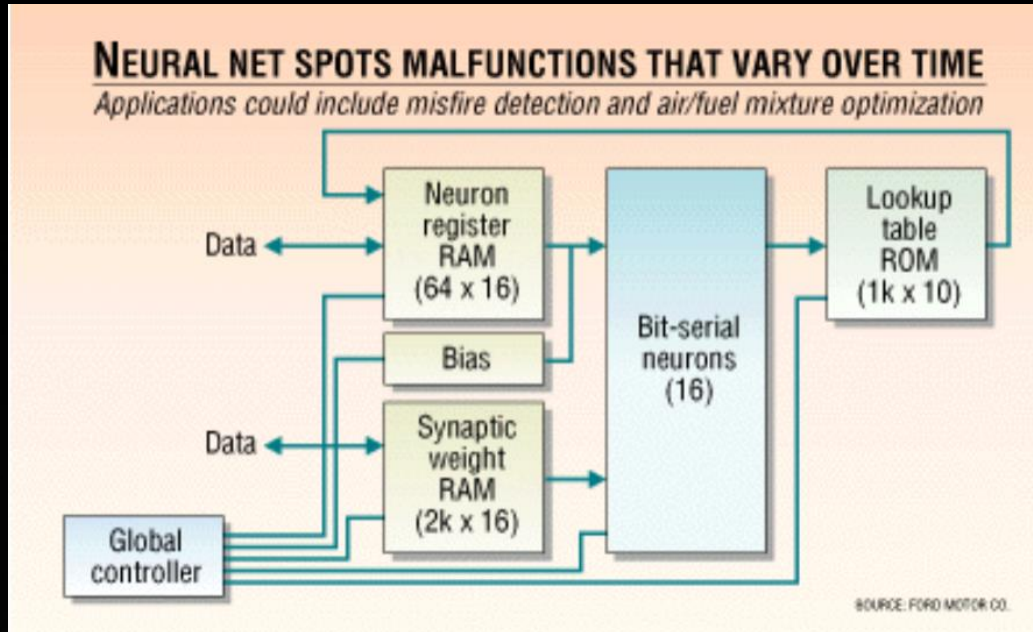 NEURAL NET SPOTS MALFUNCTIONS THAT VARY OVER TIME
Applications could include misfire detection and air/fuel mixture optimization
Neuron
register
RAM
(64 x 16)
Data
Bias
Data
Synaptic
weight
RAM
(2k x 16)
Global
controller
Bit-serial
neurons
(16)
Lookup
table
ROM
(1k x 10)
SOURCE: FORD MOTOR CO.